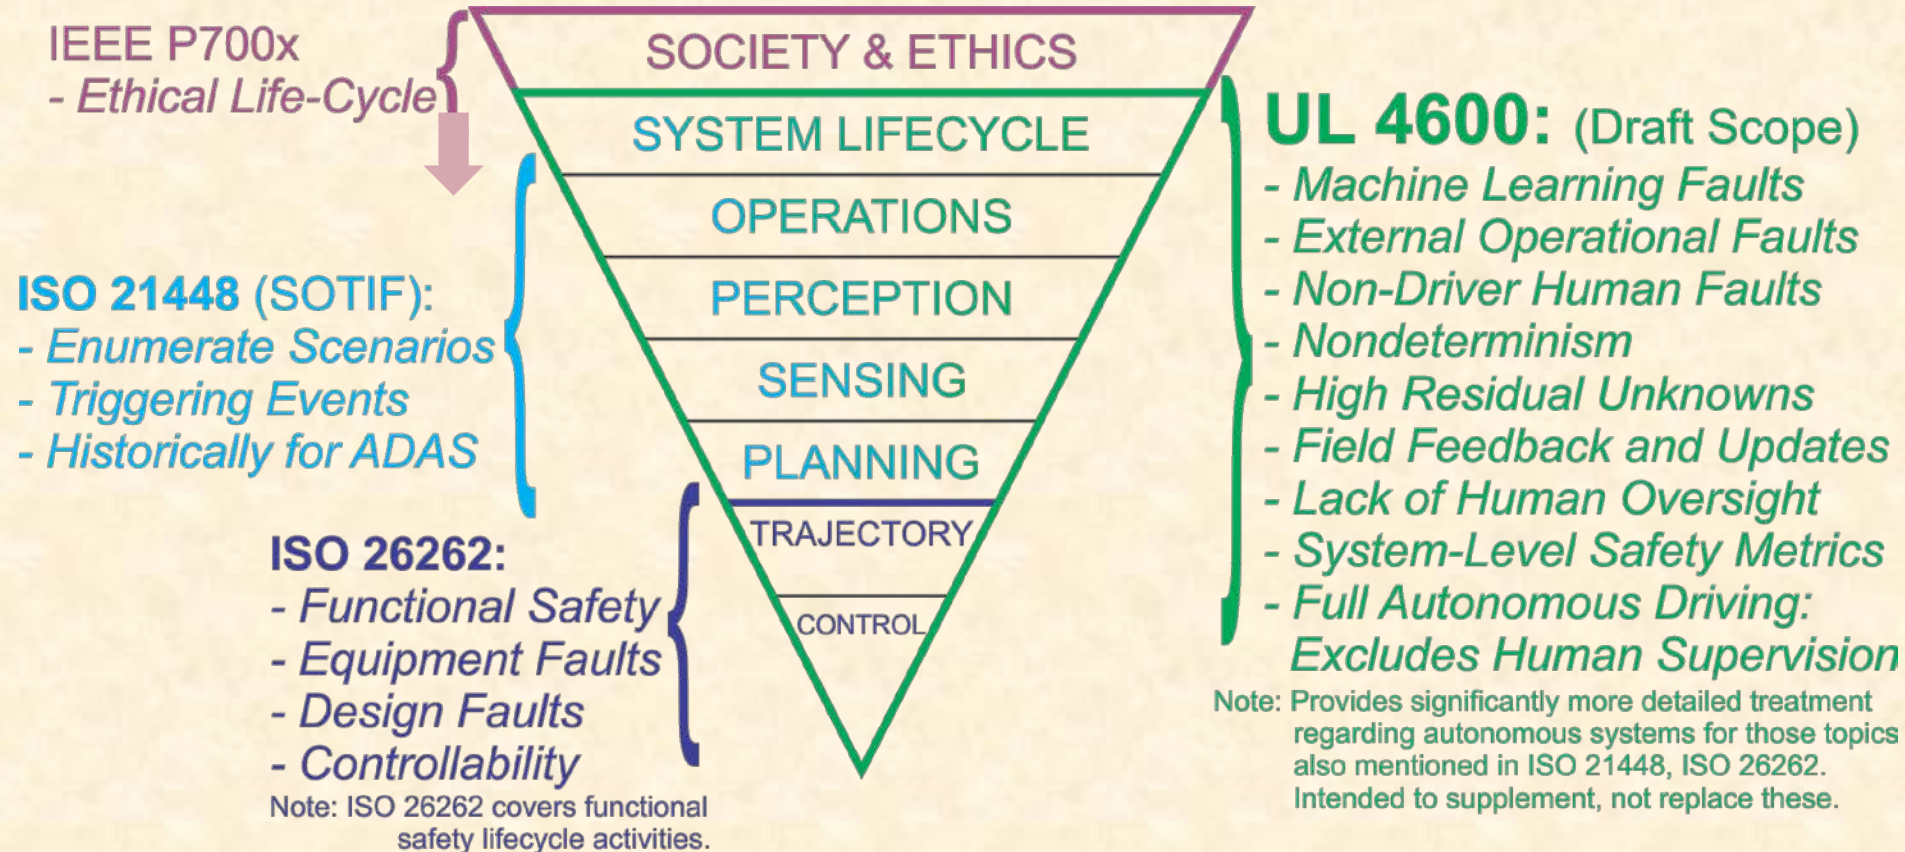 IEEE P700x
- Ethical Life-Cycle
SOCIETY & ETHICS
SYSTEM LIFECYCLE
OPERATIONS
PERCEPTION
SENSING
PLANNING
TRAJECTORY
CONTROL
ISO 21448 (SOTIF):
- Enumerate Scenarios
- Triggering Events
- Historically for ADAS
ISO 26262:
- Functional Safety
- Equipment Faults
- Design Faults
- Controllability
Note: ISO 26262 covers functional
safety lifecycle activities.
UL 4600: (Draft Scope)
- Machine Learning Faults
- External Operational Faults
- Non-Driver Human Faults
- Nondeterminism
- High Residual Unknowns
- Field Feedback and Updates
- Lack of Human Oversight
- System-Level Safety Metrics
- Full Autonomous Driving:
Excludes Human Supervision
Note: Provides significantly more detailed treatment
regarding autonomous systems for those topics
also mentioned in ISO 21448, ISO 26262.
Intended to supplement, not replace these.